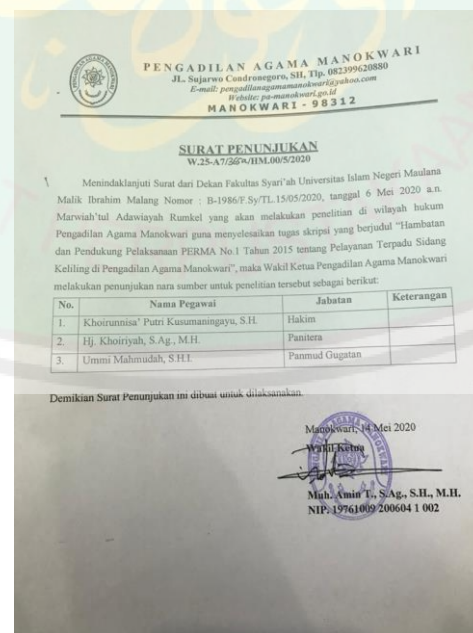 PENGADILAN AGAMA MANOKWARI
JL. Sujarwo Condronegoro, SH, Tlp. 082399620880
E-mail: pengadilanagamamanokwari@yahoo.com
Website: pa-manokwari.go.id
MANOKWARI - 98312
SURAT PENUNJUKAN
W.25-A7/ /HM.00/5/2020
Menindaklanjuti Surat dari Dekan Fakultas Syari'ah Universitas Islam Negeri Maulana
Malik Ibrahim Malang Nomor : B-1986/F.Sy/TL.15/05/2020, tanggal 6 Mei 2020 a.n.
Marwiah'tul Adawiayah Rumkel yang akan melakukan penelitian di wilayah hukum
Pengadilan Agama Manokwari guna menyelesaikan tugas skripsi yang berjudul "Hambatan
dan Pendukung Pelaksanaan PERMA No.1 Tahun 2015 tentang Pelayanan Terpadu Sidang
Keliling di Pengadilan Agama Manokwari", maka Wakil Ketua Pengadilan Agama Manokwari
melakukan penunjukan nara sumber untuk penelitian tersebut sebagai berikut:
No. Nama Pegawai Jabatan Keterangan
1. Khoirunnisa' Putri Kusumaningayu, S.H. Hakim
2. Hj. Khoiriyah, S.Ag., M.H. Panitera
3. Ummi Mahmudah, S.H.I. Panmud Gugatan
Demikian Surat Penunjukan ini dibuat untuk dilaksanakan.
Manokwari, 14 Mei 2020
Wakil Ketua
Muh. Amin T., S.Ag., S.H., M.H.
NIP. 19761009 200604 1 002